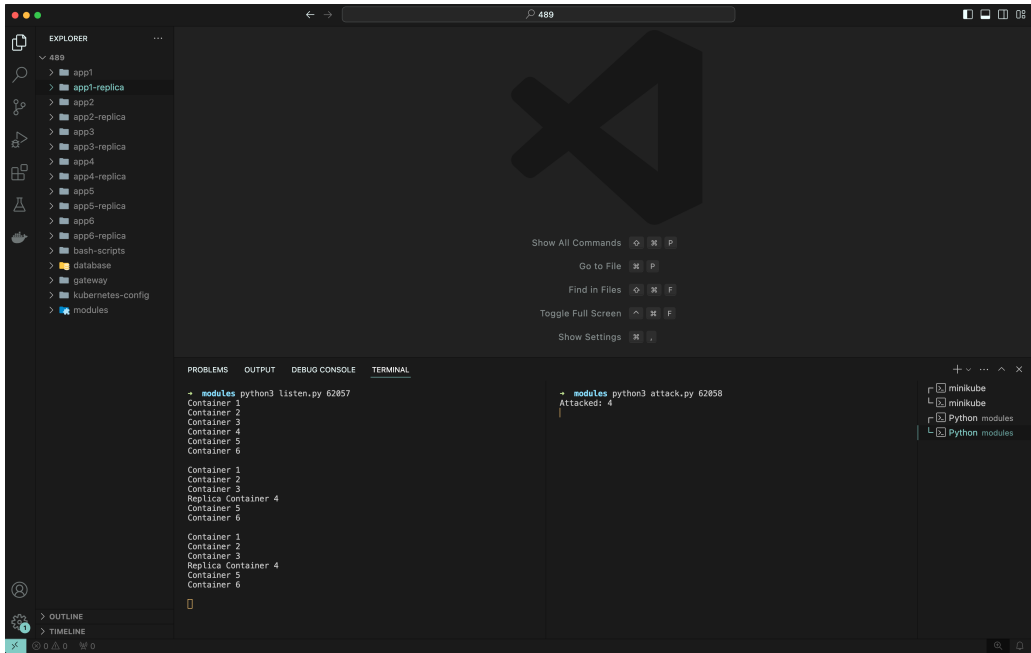 489
EXPLORER
489
app1
app1-replica
app2
app2-replica
app3
app3-replica
app4
app4-replica
app5
app5-replica
app6
app6-replica
bash-scripts
database
gateway
kubernetes-config
modules
OUTLINE
TIMELINE
1
0 0 0
Show All Commands ⇧ ⌘ P
Go to File ⌘ P
Find in Files ⇧ ⌘ F
Toggle Full Screen ^ ⌘ F
Show Settings ⌘ ,
PROBLEMS OUTPUT DEBUG CONSOLE TERMINAL
→ modules python3 listen.py 62057
Container 1
Container 2
Container 3
Container 4
Container 5
Container 6
Container 1
Container 2
Container 3
Replica Container 4
Container 5
Container 6
Container 1
Container 2
Container 3
Replica Container 4
Container 5
Container 6
→ modules python3 attack.py 62058
Attacked: 4
minikube
minikube
Python modules
Python modules